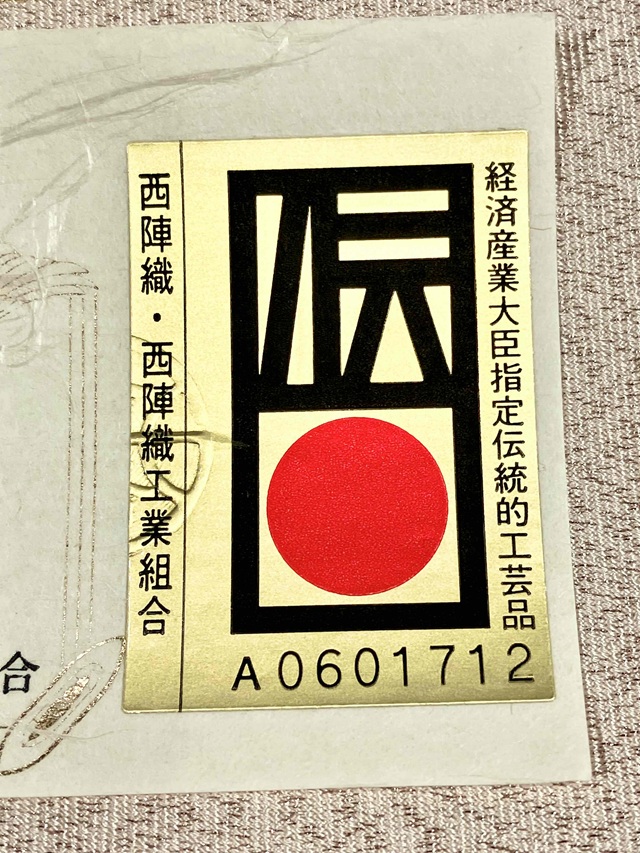 経済産業大臣指定伝統的工芸品
伝
西陣織・西陣織工業組合
A0601712
合